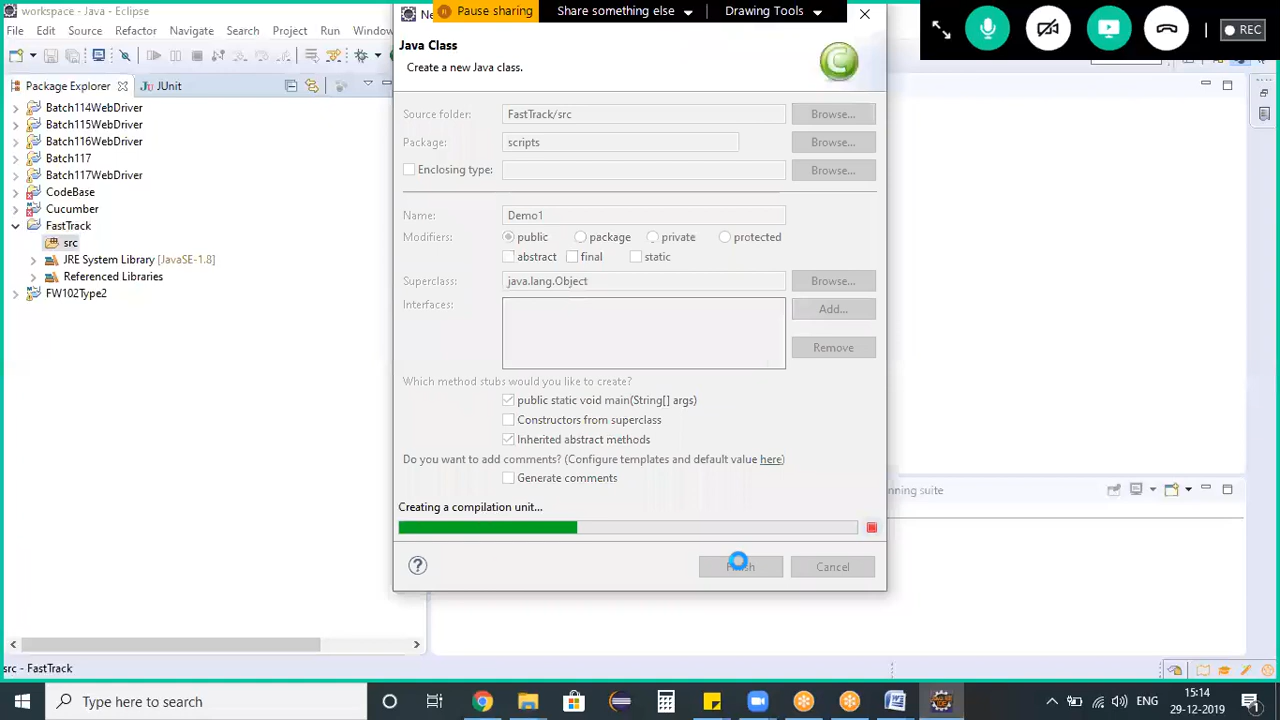 workspace - Java - Eclipse
Ne
Pause sharing
Share something else
Drawing Tools
REC
File Edit Source Refactor Navigate Search Project Run Window
Java Class
Create a new Java class.
Package Explorer
JUnit
Batch114WebDriver
Batch115WebDriver
Batch116WebDriver
Batch117
Batch117WebDriver
CodeBase
Cucumber
FastTrack
src
JRE System Library [JavaSE-1.8]
Referenced Libraries
FW102Type2
Source folder: FastTrack/src Browse...
Package: scripts Browse...
Enclosing type: Browse...
Name: Demo1
Modifiers: public package private protected
abstract final static
Superclass: java.lang.Object Browse...
Interfaces: Add...
Remove
Which method stubs would you like to create?
public static void main(String[] args)
Constructors from superclass
Inherited abstract methods
Do you want to add comments? (Configure templates and default value here)
Generate comments
nning suite
Creating a compilation unit...
Finish Cancel
src - FastTrack
Type here to search
ENG
15:14
29-12-2019